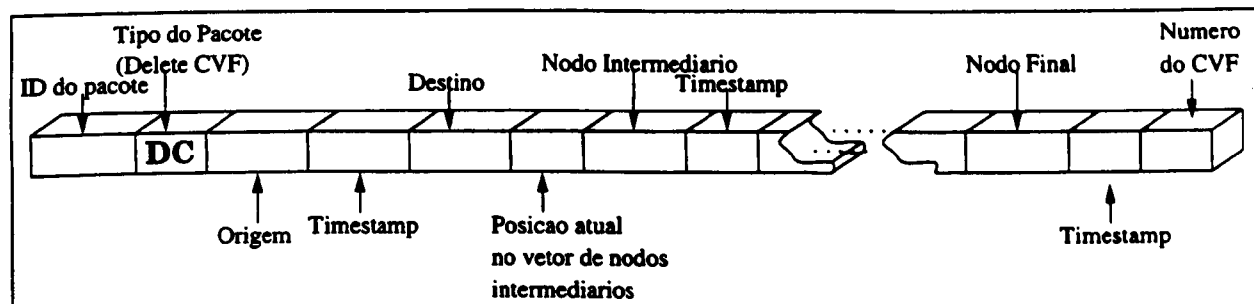 Tipo do Pacote
(Delete CVF)
ID do pacote
Destino
Nodo Intermediario
Timestamp
Nodo Final
Numero
do CVF
DC
Origem
Timestamp
Posicao atual
no vetor de nodos
intermediarios
Timestamp